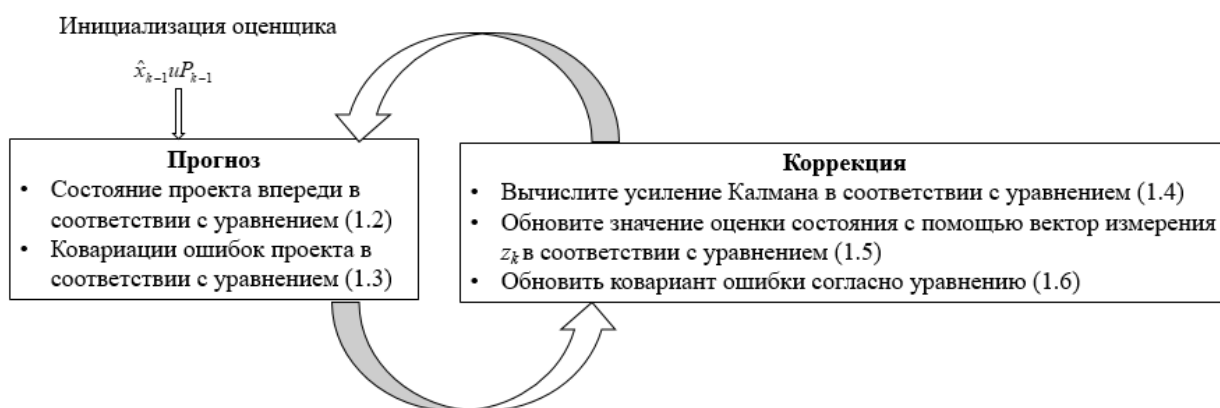 Инициализация оценщика
x̂ₖ₋₁иPₖ₋₁
Прогноз
• Состояние проекта впереди в
соответствии с уравнением (1.2)
• Ковариации ошибок проекта в
соответствии с уравнением (1.3)
Коррекция
• Вычислите усиление Калмана в соответствии с уравнением (1.4)
• Обновите значение оценки состояния с помощью вектор измерения
zₖ в соответствии с уравнением (1.5)
• Обновить ковариант ошибки согласно уравнению (1.6)